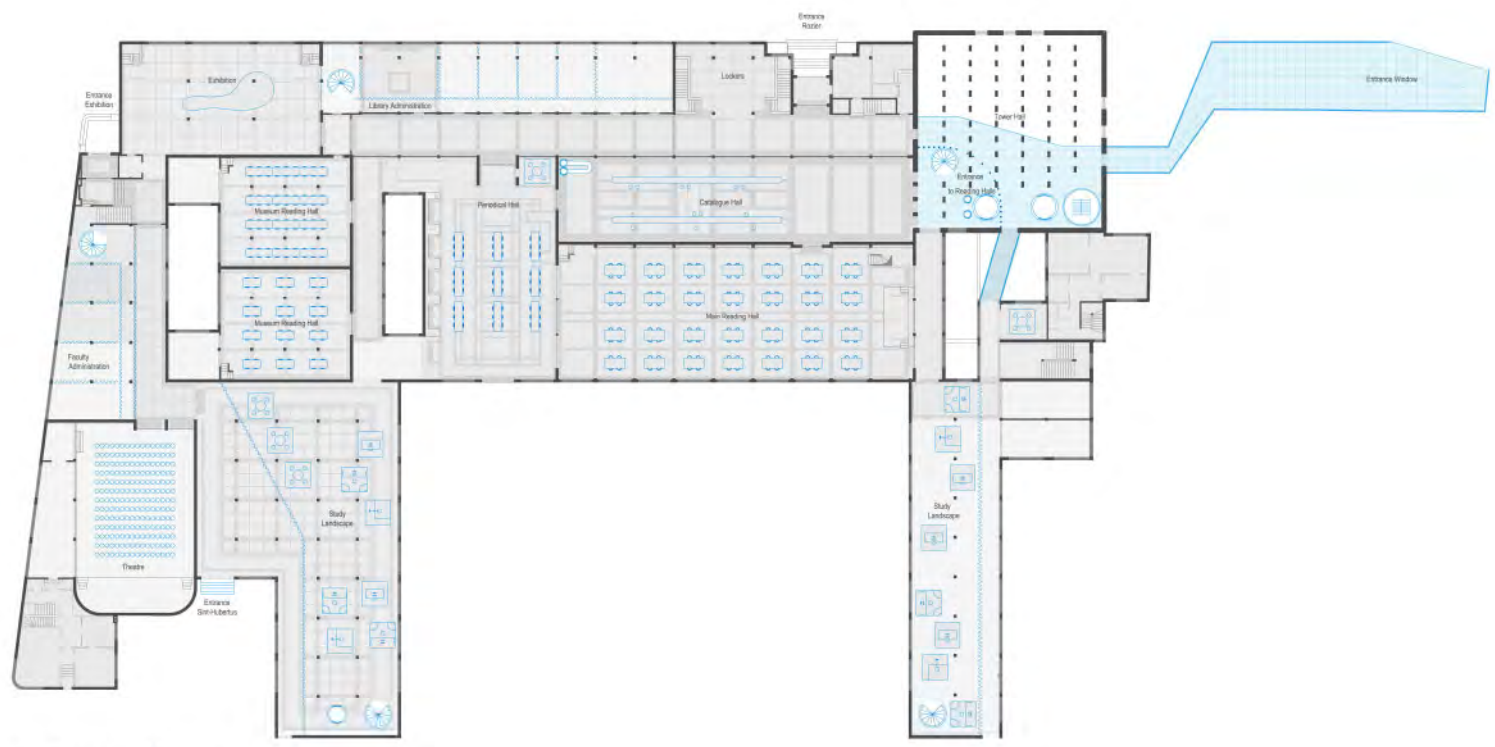 Entrance
Rozier
Exhibition
Lockers
Entrance Window
Entrance
Exhibition
Library Administration
Tower Hall
Entrance
to Reading Halls
Museum Reading Hall
Periodical Hall
Catalogue Hall
Museum Reading Hall
Main Reading Hall
Faculty
Administration
Study
Landscape
Study
Landscape
Theatre
Entrance
Sint-Hubertus